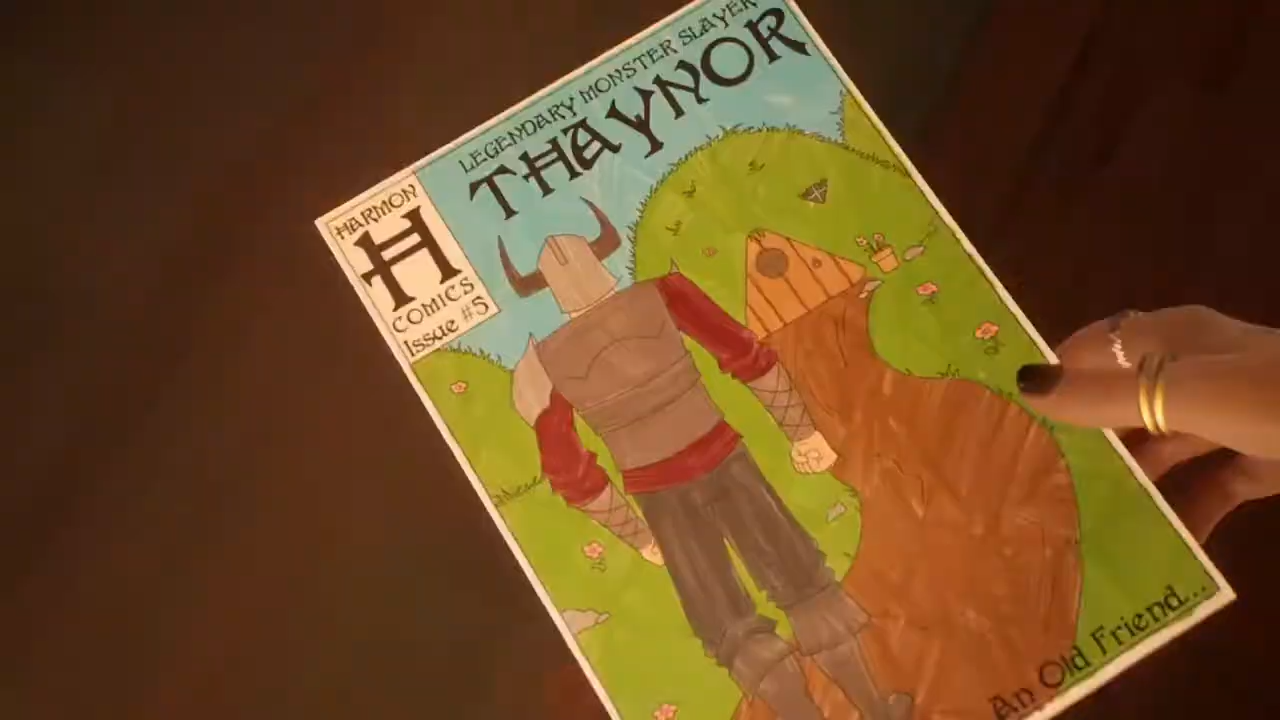 LEGENDARY MONSTER SLAYER
THAYNOR
HARMON
H
COMICS
Issue #5
An Old Friend...